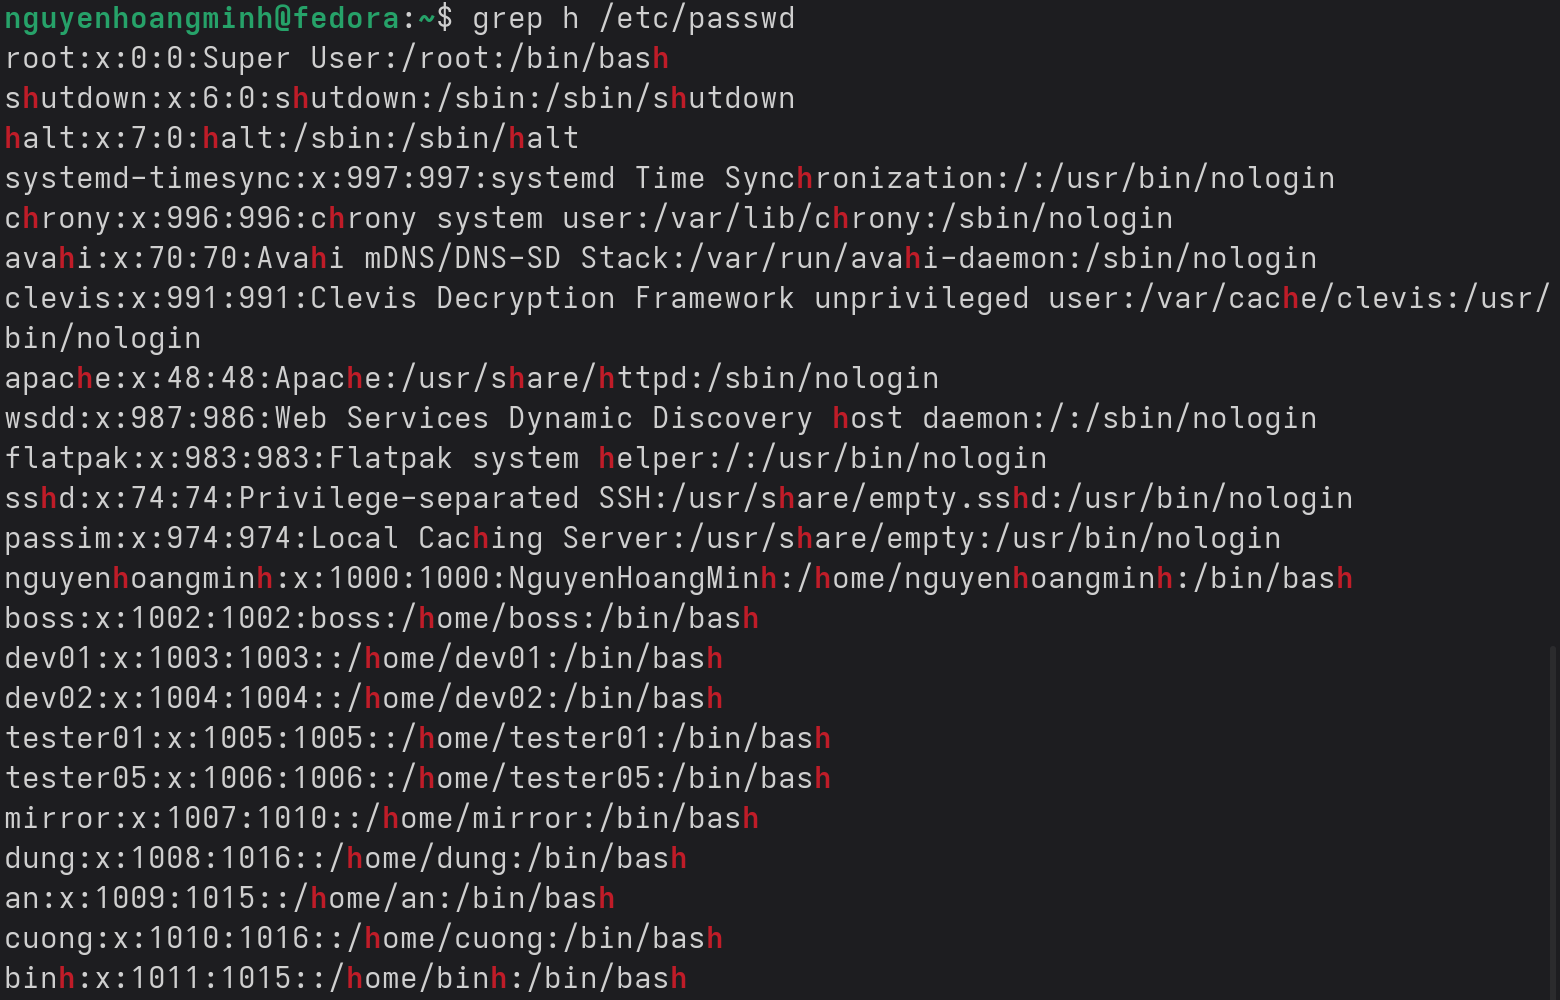 nguyenhoangminh@fedora:~$ grep h /etc/passwd
root:x:0:0:Super User:/root:/bin/bash
shutdown:x:6:0:shutdown:/sbin:/sbin/shutdown
halt:x:7:0:halt:/sbin:/sbin/halt
systemd-timesync:x:997:997:systemd Time Synchronization:/:/usr/bin/nologin
chrony:x:996:996:chrony system user:/var/lib/chrony:/sbin/nologin
avahi:x:70:70:Avahi mDNS/DNS-SD Stack:/var/run/avahi-daemon:/sbin/nologin
clevis:x:991:991:Clevis Decryption Framework unprivileged user:/var/cache/clevis:/usr/
bin/nologin
apache:x:48:48:Apache:/usr/share/httpd:/sbin/nologin
wsdd:x:987:986:Web Services Dynamic Discovery host daemon:/:/sbin/nologin
flatpak:x:983:983:Flatpak system helper:/:/usr/bin/nologin
sshd:x:74:74:Privilege-separated SSH:/usr/share/empty.sshd:/usr/bin/nologin
passim:x:974:974:Local Caching Server:/usr/share/empty:/usr/bin/nologin
nguyenhoangminh:x:1000:1000:NguyenHoangMinh:/home/nguyenhoangminh:/bin/bash
boss:x:1002:1002:boss:/home/boss:/bin/bash
dev01:x:1003:1003::/home/dev01:/bin/bash
dev02:x:1004:1004::/home/dev02:/bin/bash
tester01:x:1005:1005::/home/tester01:/bin/bash
tester05:x:1006:1006::/home/tester05:/bin/bash
mirror:x:1007:1010::/home/mirror:/bin/bash
dung:x:1008:1016::/home/dung:/bin/bash
an:x:1009:1015::/home/an:/bin/bash
cuong:x:1010:1016::/home/cuong:/bin/bash
binh:x:1011:1015::/home/binh:/bin/bash